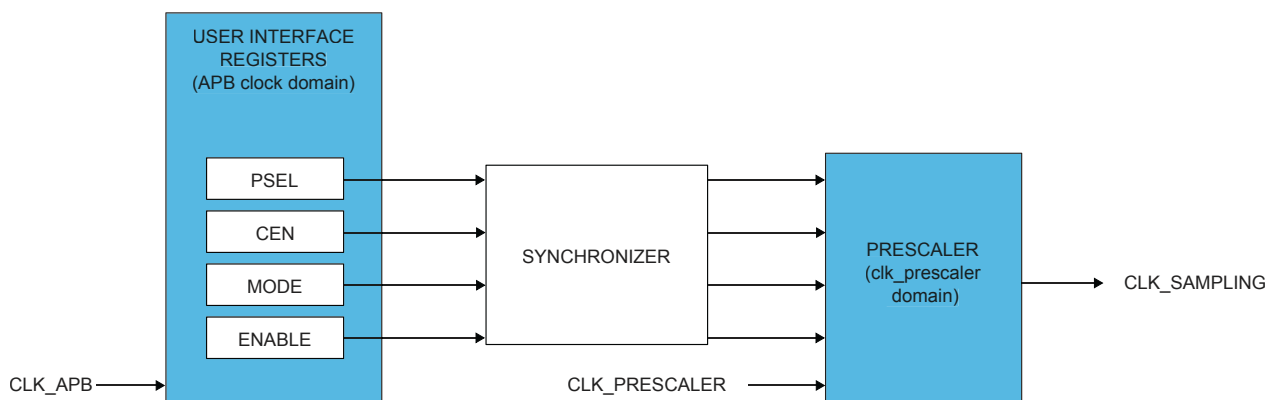 USER INTERFACE
REGISTERS
(APB clock domain)
PSEL
CEN
MODE
ENABLE
CLK_APB
SYNCHRONIZER
PRESCALER
(clk_prescaler
domain)
CLK_PRESCALER
CLK_SAMPLING